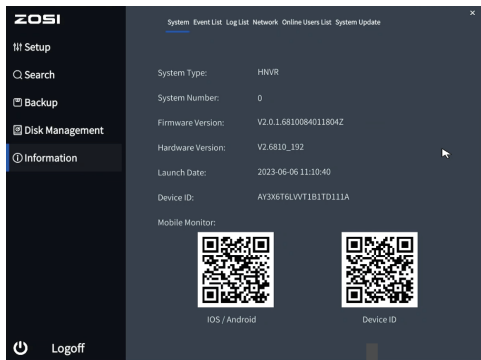 ZOSI
System Event List Log List Network Online Users List System Update
Setup
Search
Backup
Disk Management
Information
System Type: HNVR
System Number: 0
Firmware Version: V2.0.1.6810084011804Z
Hardware Version: V2.6810_192
Launch Date: 2023-06-06 11:10:40
Device ID: AY3X6T6LVVT1B1TD111A
Mobile Monitor:
IOS / Android Device ID
Logoff